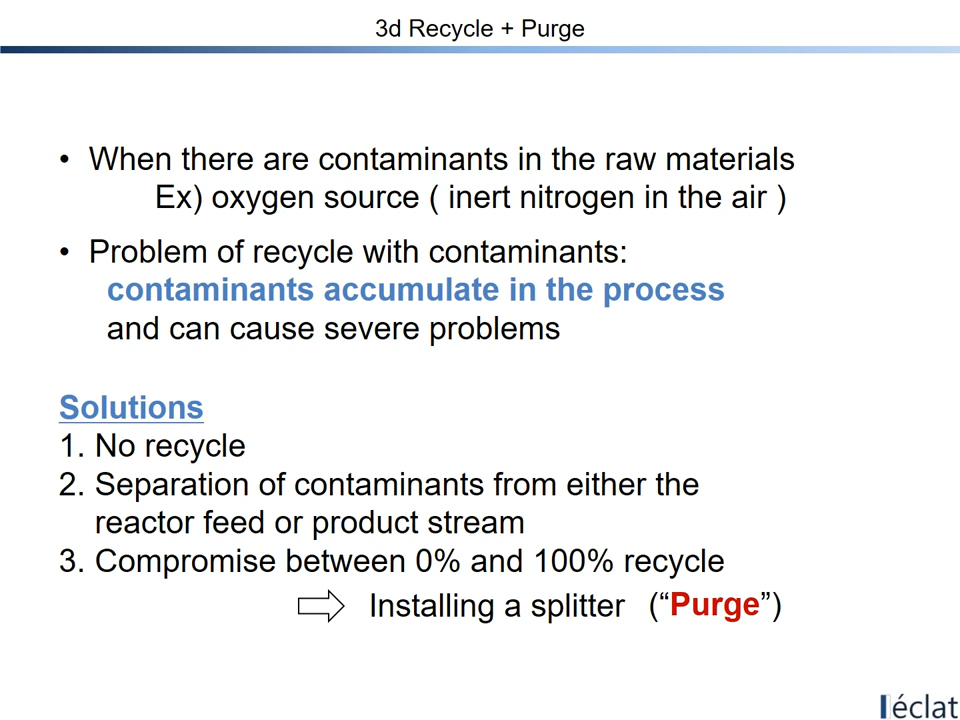 3d Recycle + Purge
• When there are contaminants in the raw materials
Ex) oxygen source ( inert nitrogen in the air )
• Problem of recycle with contaminants:
contaminants accumulate in the process
and can cause severe problems
Solutions
1. No recycle
2. Separation of contaminants from either the
reactor feed or product stream
3. Compromise between 0% and 100% recycle
Installing a splitter (“Purge”)
léclat